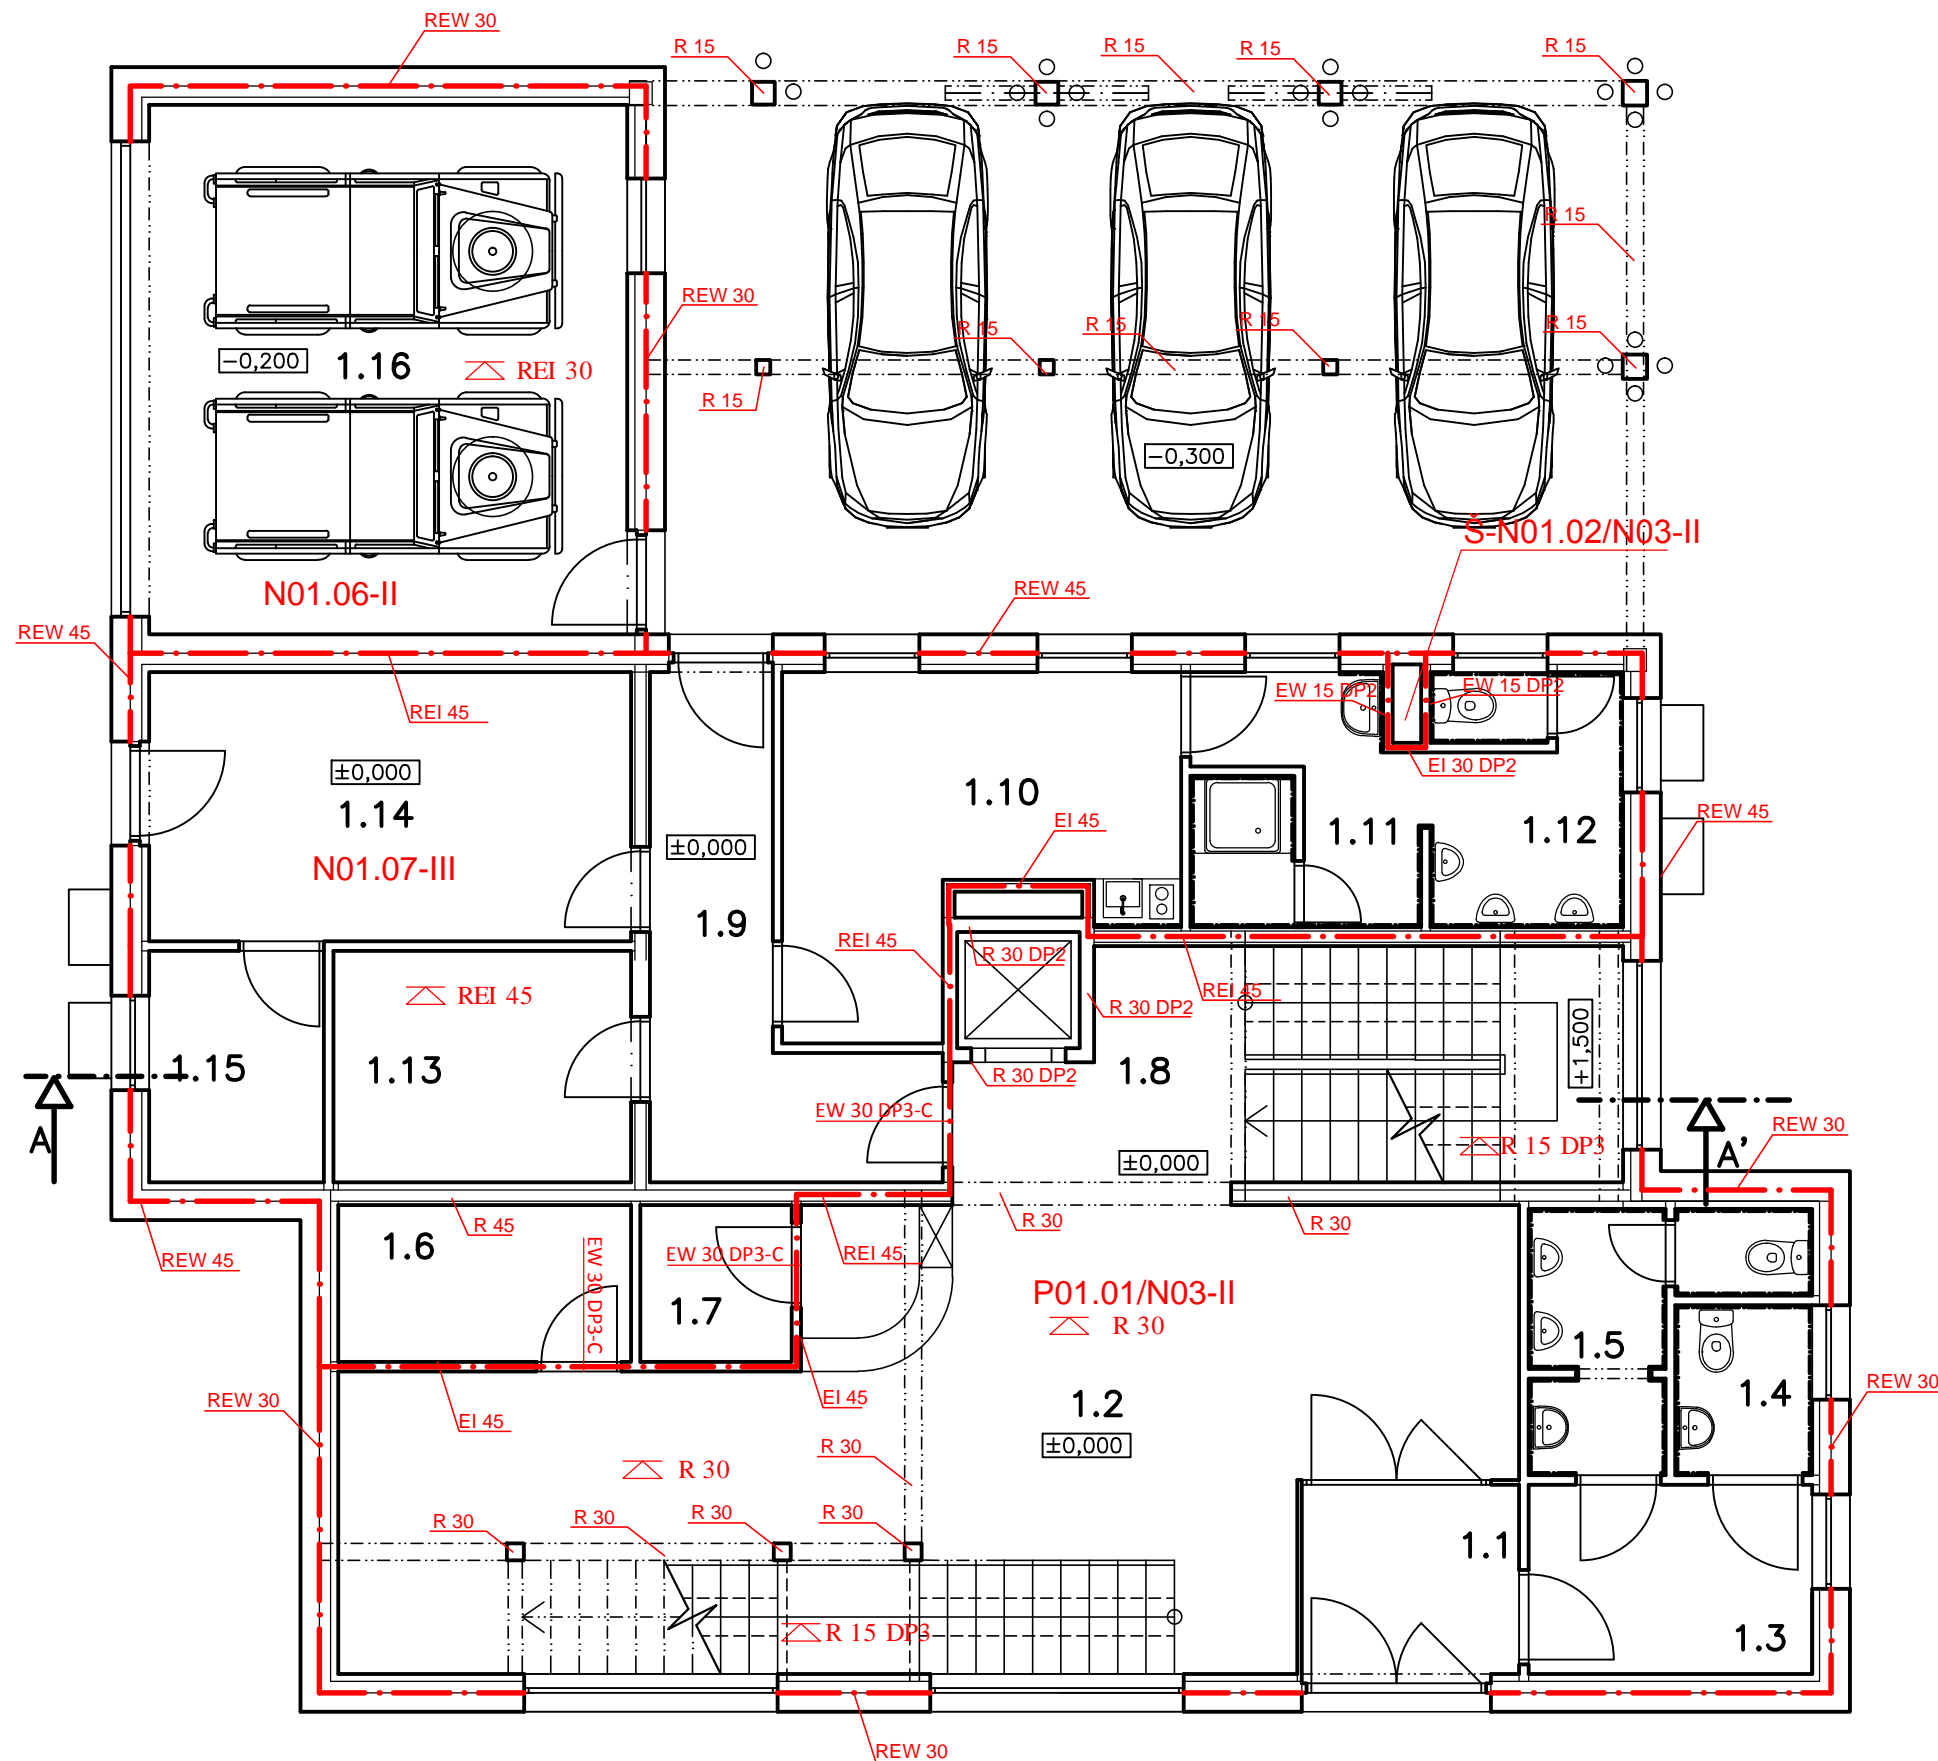 REW 30
R 15
R 15
R 15
R 15
R 15
R 15
REW 30
R 15
R 15
R 15
R 15
-0,200
1.16
REI 30
R 15
-0,300
Š-N01.02/N03-II
N01.06-II
REW 45
REW 45
EW 15 DP2
EW 15 DP2
REI 45
EI 30 DP2
±0,000
1.14
1.10
EI 45
1.11
1.12
REW 45
±0,000
N01.07-III
1.9
REI 45
R 30 DP2
REI 45
REI 45
R 30 DP2
+1,500
1.15
1.13
1.8
R 30 DP2
EW 30 DP3-C
A
R 15 DP3
A'
REW 30
±0,000
R 45
R 30
R 30
1.6
REW 45
EW 30 DP3-C
EW 30 DP3-C
REI 45
1.7
P01.01/N03-II
R 30
1.5
REW 30
EI 45
EI 45
1.2
1.4
REW 30
±0,000
R 30
R 30
R 30
R 30
R 30
R 30
1.1
R 15 DP3
1.3
REW 30